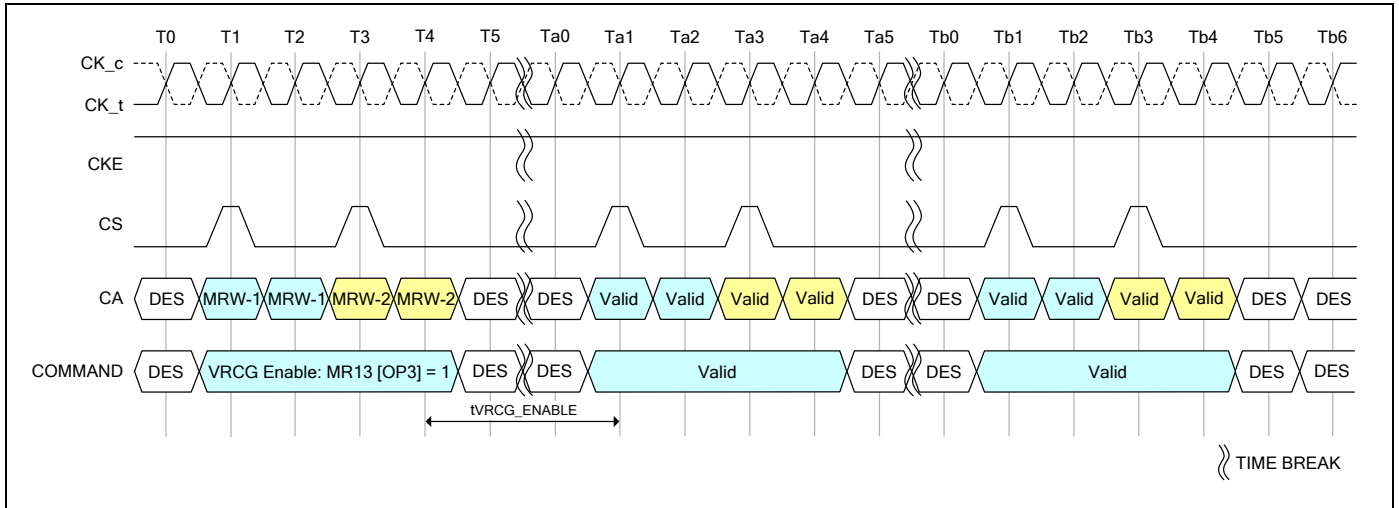 T0 T1 T2 T3 T4 T5 Ta0 Ta1 Ta2 Ta3 Ta4 Ta5 Tb0 Tb1 Tb2 Tb3 Tb4 Tb5 Tb6
CK_c
CK_t
CKE
CS
CA DES MRW-1 MRW-1 MRW-2 MRW-2 DES DES Valid Valid Valid Valid DES DES Valid Valid Valid Valid DES DES
COMMAND DES VRCG Enable: MR13 [OP3] = 1 DES DES Valid DES DES Valid DES DES
tVRCG_ENABLE
TIME BREAK